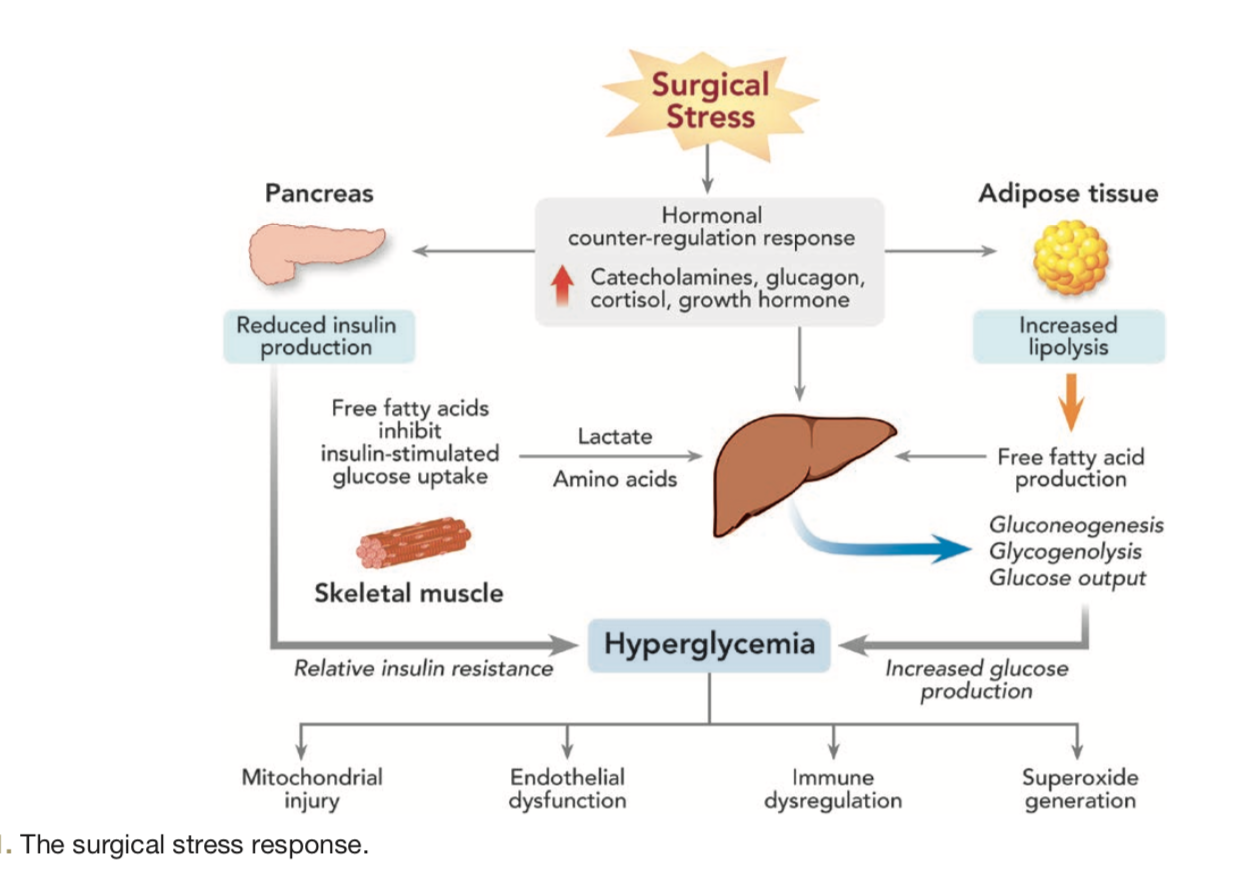 Surgical
Stress
Pancreas
Adipose tissue
Hormonal
counter-regulation response
Catecholamines, glucagon,
cortisol, growth hormone
Reduced insulin
production
Increased
lipolysis
Free fatty acids
inhibit
insulin-stimulated
glucose uptake
Lactate
Amino acids
Free fatty acid
production
Gluconeogenesis
Glycogenolysis
Glucose output
Skeletal muscle
Hyperglycemia
Relative insulin resistance
Increased glucose
production
Mitochondrial
injury
Endothelial
dysfunction
Immune
dysregulation
Superoxide
generation
. The surgical stress response.